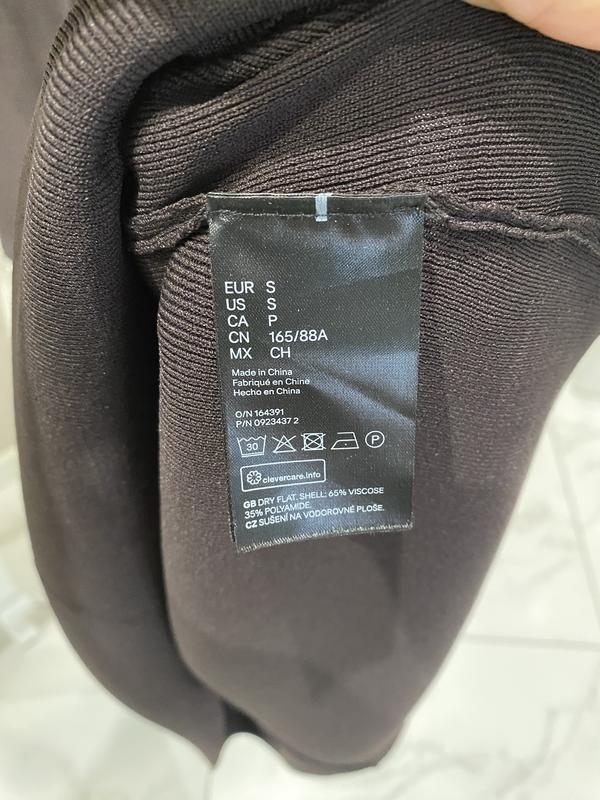 EUR S
US S
CA P
CN 165/88A
MX CH
Made in China
Fabriqué en Chine
Hecho en China
O/N 164391
P/N 0923437 2
30
P
clevercare.info
GB DRY FLAT. SHELL: 65% VISCOSE
35% POLYAMIDE.
CZ SUŠENÍ NA VODOROVNÉ PLOŠE.